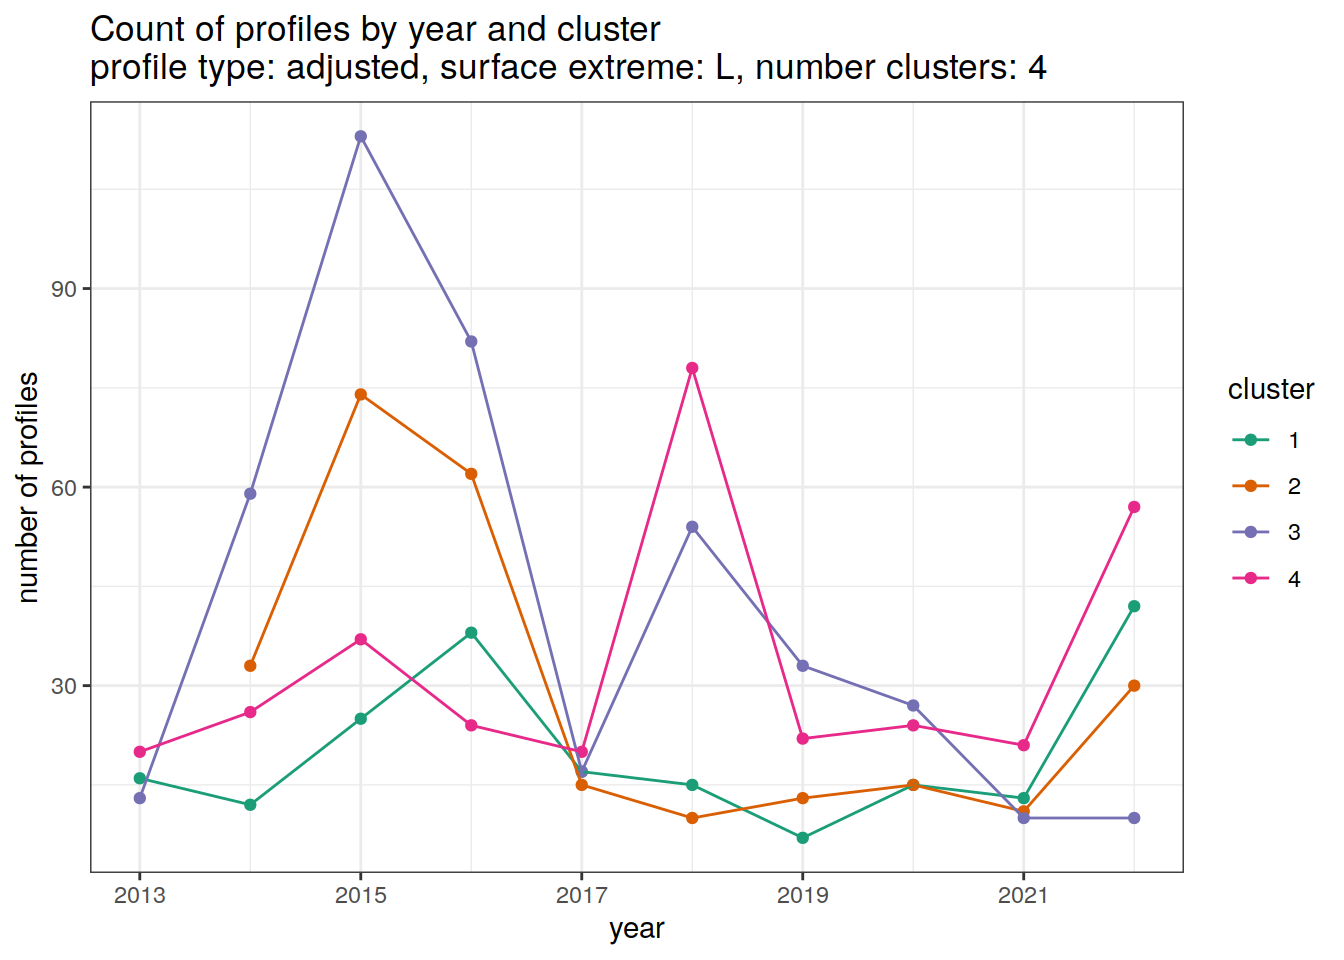 Count of profiles by year and cluster
profile type: adjusted, surface extreme: L, number clusters: 4
90
60
30
number of profiles
2013
2015
2017
2019
2021
year
cluster
1
2
3
4